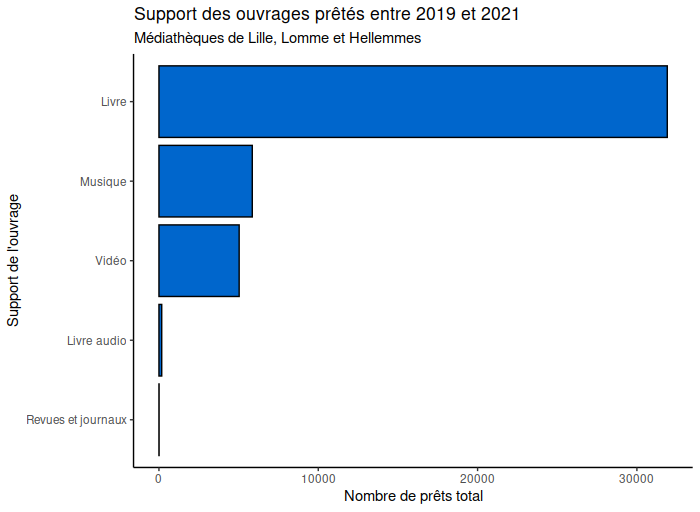 Support des ouvrages prêtés entre 2019 et 2021
Médiathèques de Lille, Lomme et Hellemmes
Support de l'ouvrage
Livre
Musique
Vidéo
Livre audio
Revues et journaux
0 10000 20000 30000
Nombre de prêts total